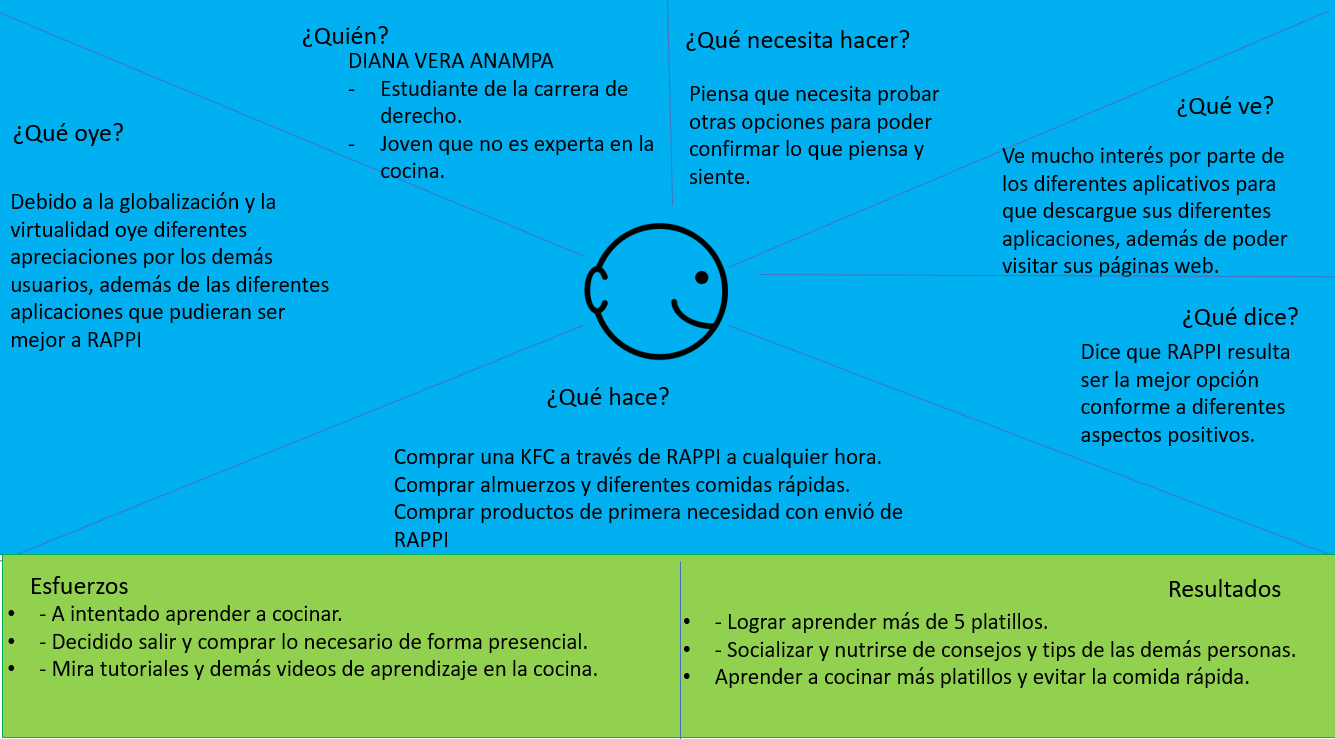 ¿Quién?
DIANA VERA ANAMPA
- Estudiante de la carrera de
derecho.
- Joven que no es experta en la
cocina.
¿Qué necesita hacer?
Piensa que necesita probar
otras opciones para poder
confirmar lo que piensa y
siente.
¿Qué ve?
Ve mucho interés por parte de
los diferentes aplicativos para
que descargue sus diferentes
aplicaciones, además de poder
visitar sus páginas web.
¿Qué oye?
Debido a la globalización y la
virtualidad oye diferentes
apreciaciones por los demás
usuarios, además de las diferentes
aplicaciones que pudieran ser
mejor a RAPPI
¿Qué dice?
Dice que RAPPI resulta
ser la mejor opción
conforme a diferentes
aspectos positivos.
¿Qué hace?
Comprar una KFC a través de RAPPI a cualquier hora.
Comprar almuerzos y diferentes comidas rápidas.
Comprar productos de primera necesidad con envió de
RAPPI
Esfuerzos
• - A intentado aprender a cocinar.
• - Decidido salir y comprar lo necesario de forma presencial.
• - Mira tutoriales y demás videos de aprendizaje en la cocina.
Resultados
• - Lograr aprender más de 5 platillos.
• - Socializar y nutrirse de consejos y tips de las demás personas.
• Aprender a cocinar más platillos y evitar la comida rápida.